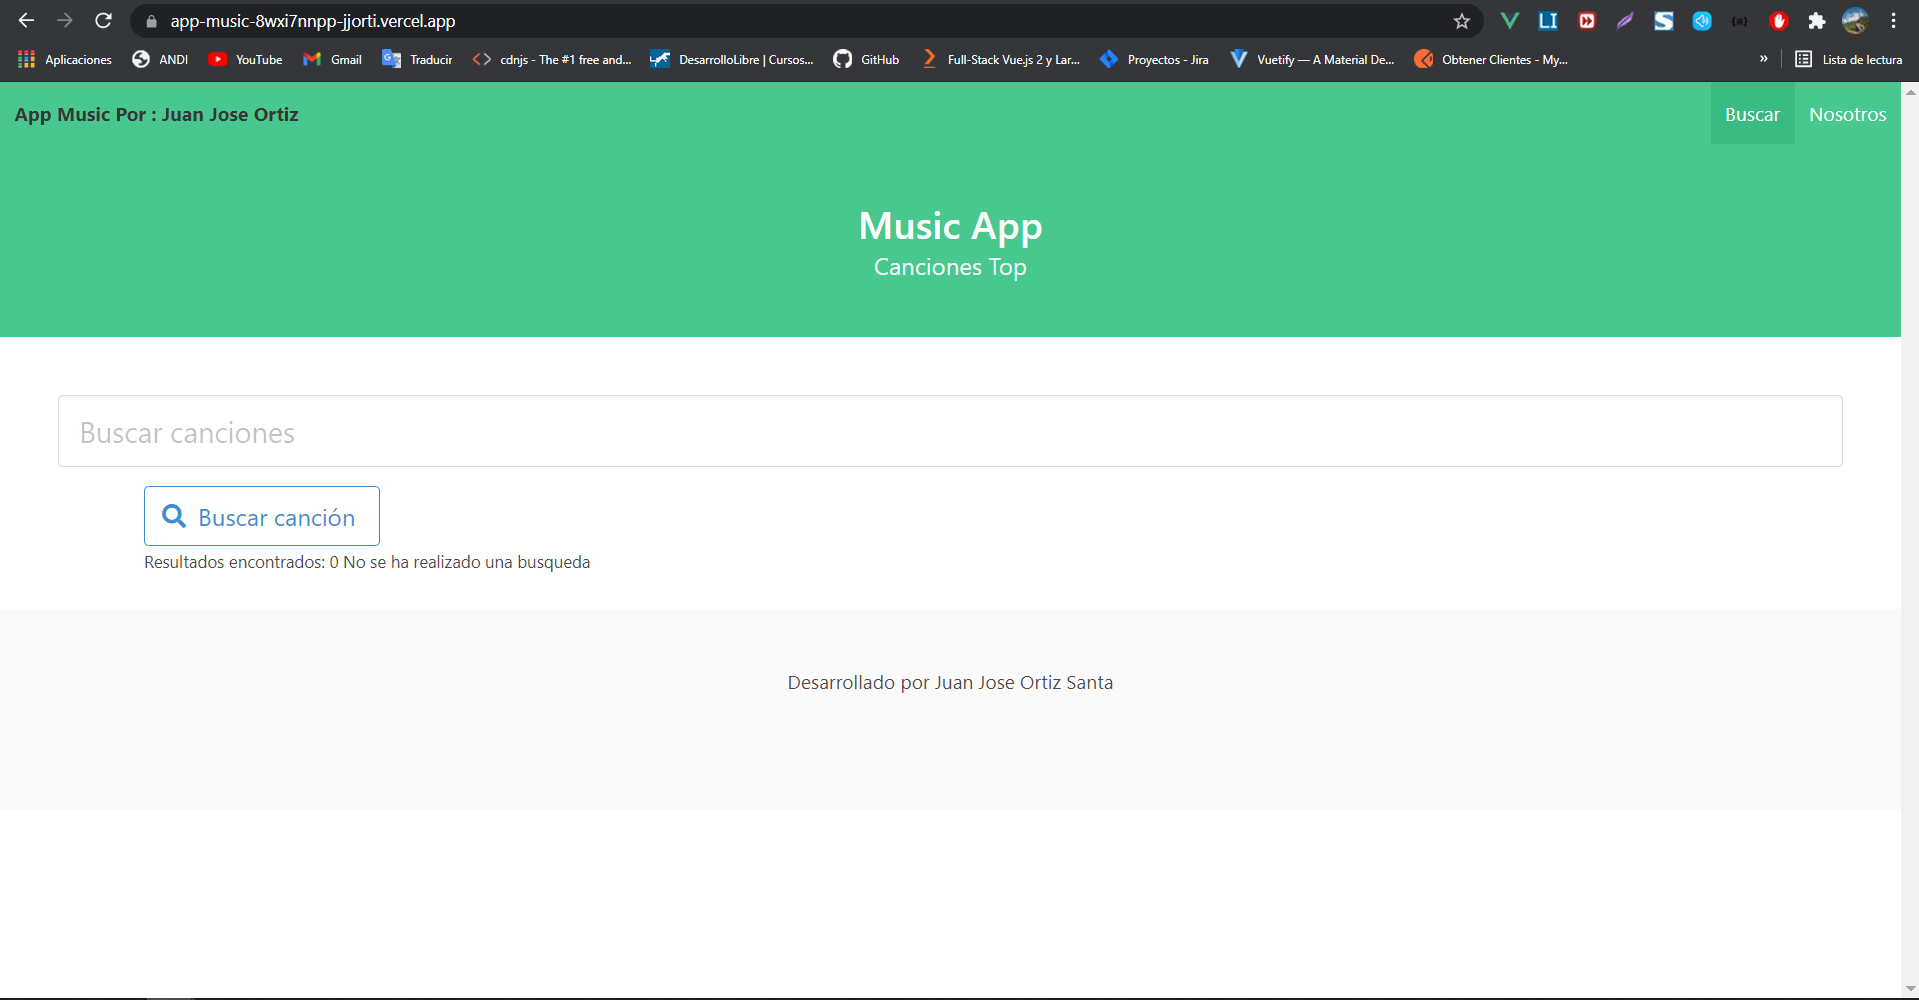 app-music-8wxi7nnpp-jjorti.vercel.app
Aplicaciones ANDI YouTube Gmail Traducir cdnjs - The #1 free and... DesarrolloLibre | Cursos... GitHub Full-Stack Vue.js 2 y Lar... Proyectos - Jira Vuetify — A Material De... Obtener Clientes - My... » Lista de lectura
App Music Por : Juan Jose Ortiz Buscar Nosotros
Music App
Canciones Top
Buscar canciones
Buscar canción
Resultados encontrados: 0 No se ha realizado una busqueda
Desarrollado por Juan Jose Ortiz Santa